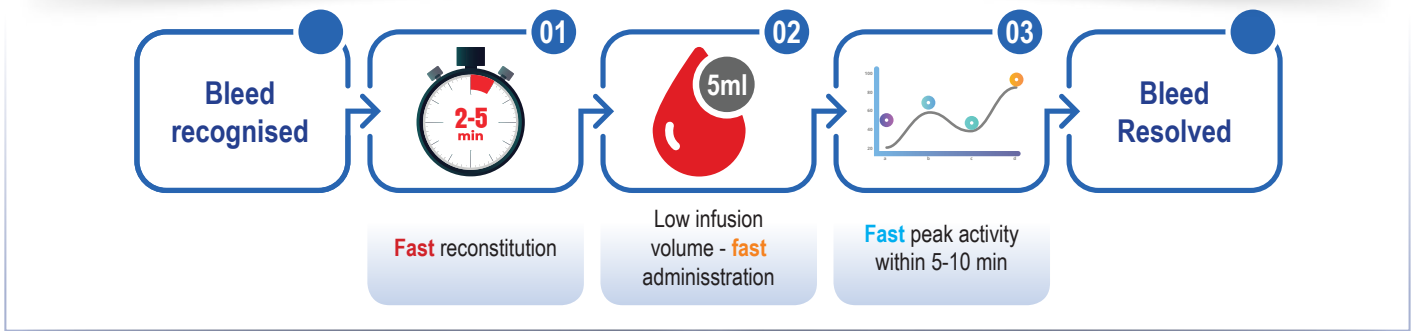 Bleed
recognised
01
2-5
min
Fast reconstitution
02
5ml
Low infusion
volume - fast
adminisstration
03
Fast peak activity
within 5-10 min
Bleed
Resolved